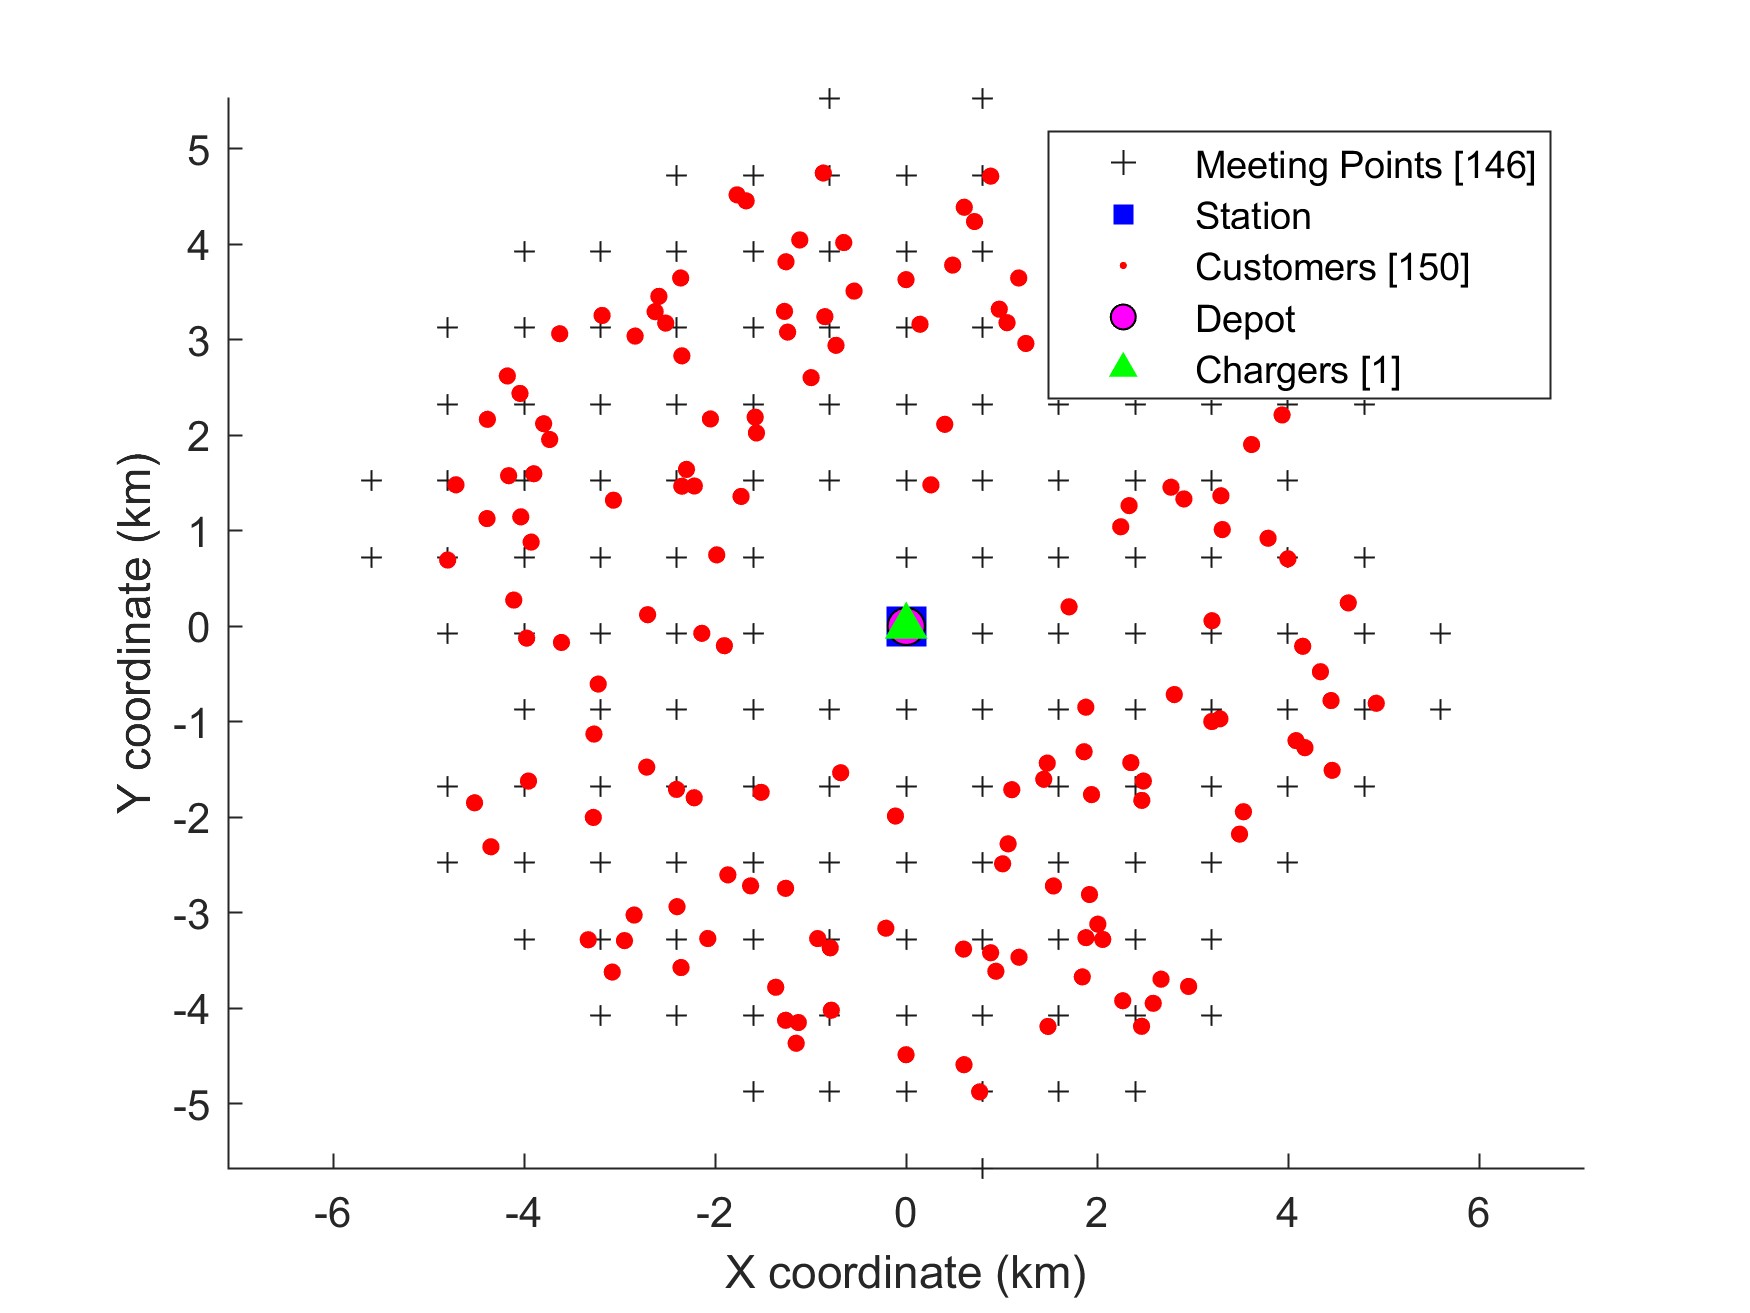 5
4
3
2
1
0
-1
-2
-3
-4
-5
Y coordinate (km)
Meeting Points [146]
Station
Customers [150]
Depot
Chargers [1]
-6 -4 -2 0 2 4 6
X coordinate (km)